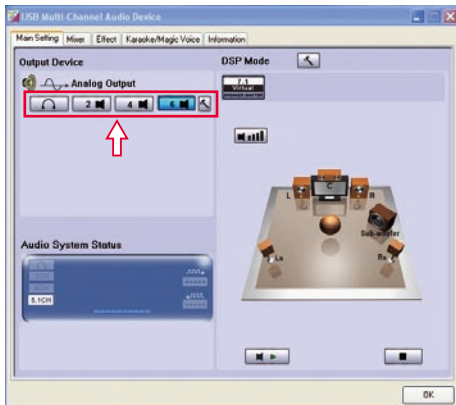 USB Multi-Channel Audio Device
Main Setting Mixer Effect Karaoke/Magic Voice Information
Output Device
DSP Mode
Analog Output
7.1
Virtual
2
4
6
C
L
R
Sub-woofer
Ls
Rs
Audio System Status
5.1CH
OK